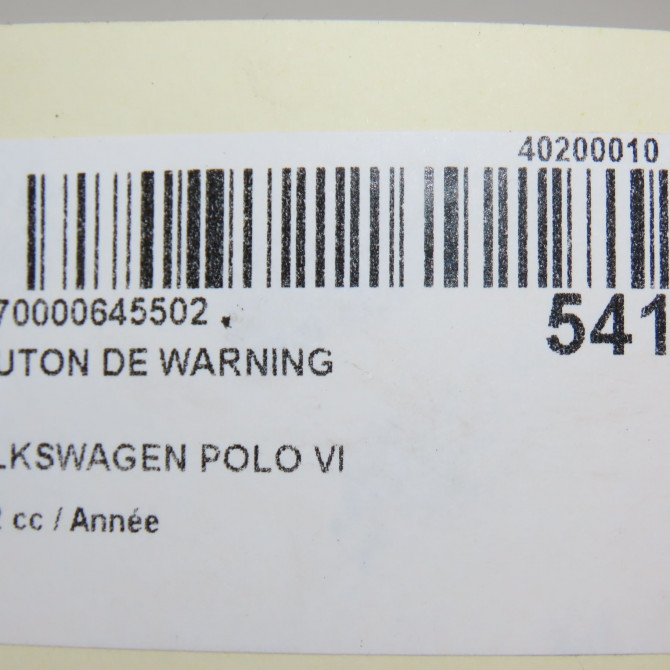 40200010
70000645502
541
UTON DE WARNING
LKSWAGEN POLO VI
cc / Année